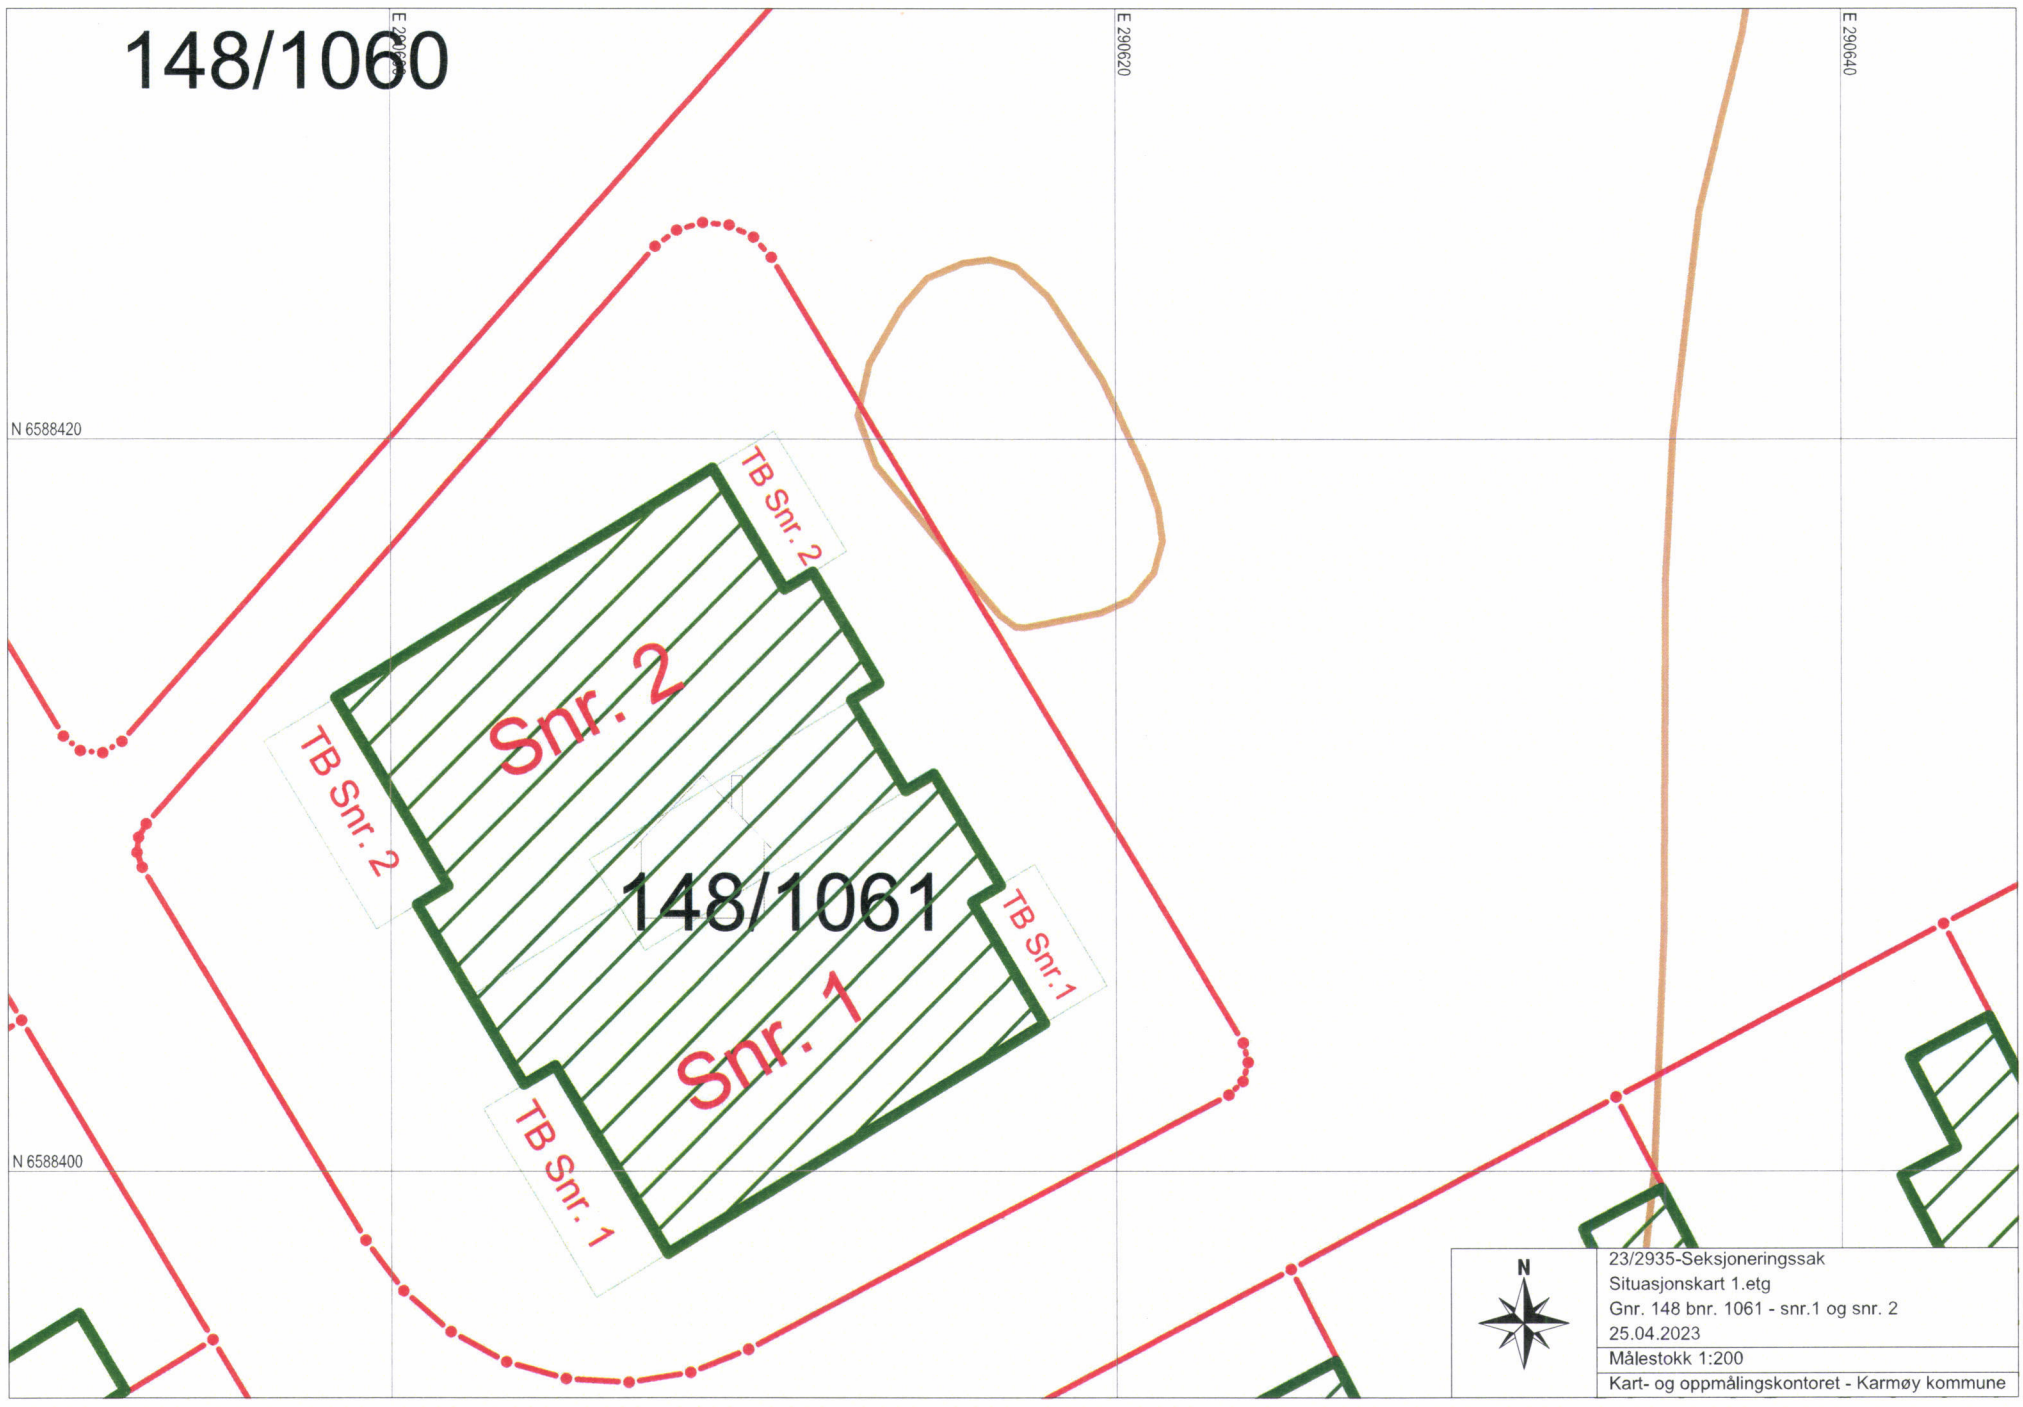 148/1060
E 290600
E 290620
E 290640
N 6588420
TB Snr. 2
Snr. 2
TB Snr. 2
148/1061
TB Snr.1
Snr. 1
TB Snr. 1
N 6588400
N
23/2935-Seksjoneringssak
Situasjonskart 1.etg
Gnr. 148 bnr. 1061 - snr.1 og snr. 2
25.04.2023
Målestokk 1:200
Kart- og oppmålingskontoret - Karmøy kommune